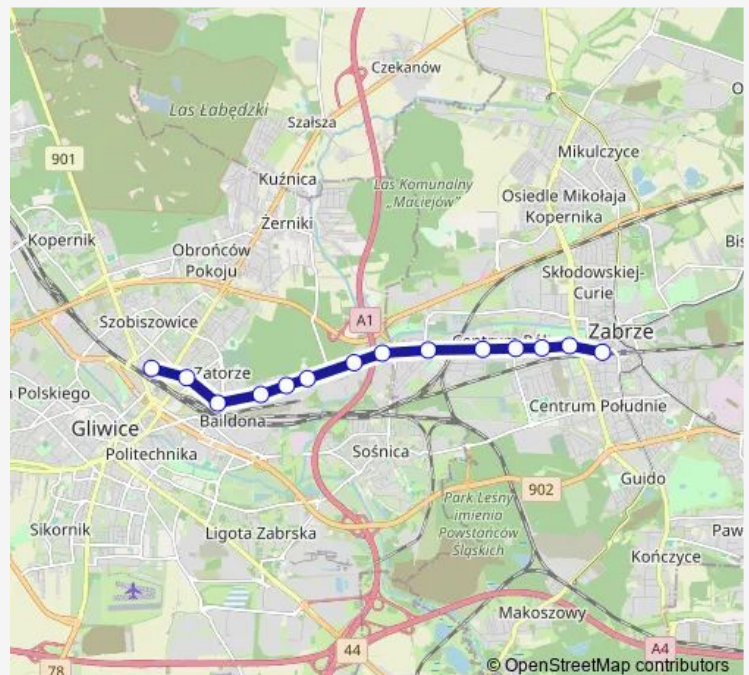 Czekanów
Las Łabędzki
Szałsza
901
Mikulczyce
Kuźnica
Las Komunalny
„Maciejów”
Osiedle Mikołaja
Kopernika
Żerniki
Kopernik
Obrońców
Pokoju
Skłodowskiej-
Curie
A1
Szobiszowice
Zabrze
Zatorze
Polskiego
Centrum Południe
Baildona
Gliwice
Politechnika
Sośnica
Guido
902
Park Leśny
imienia
Powstańców
Śląskich
Sikornik
Ligota Zabrska
Kończyce
Makoszowy
44
A4
78
© OpenStreetMap contributors